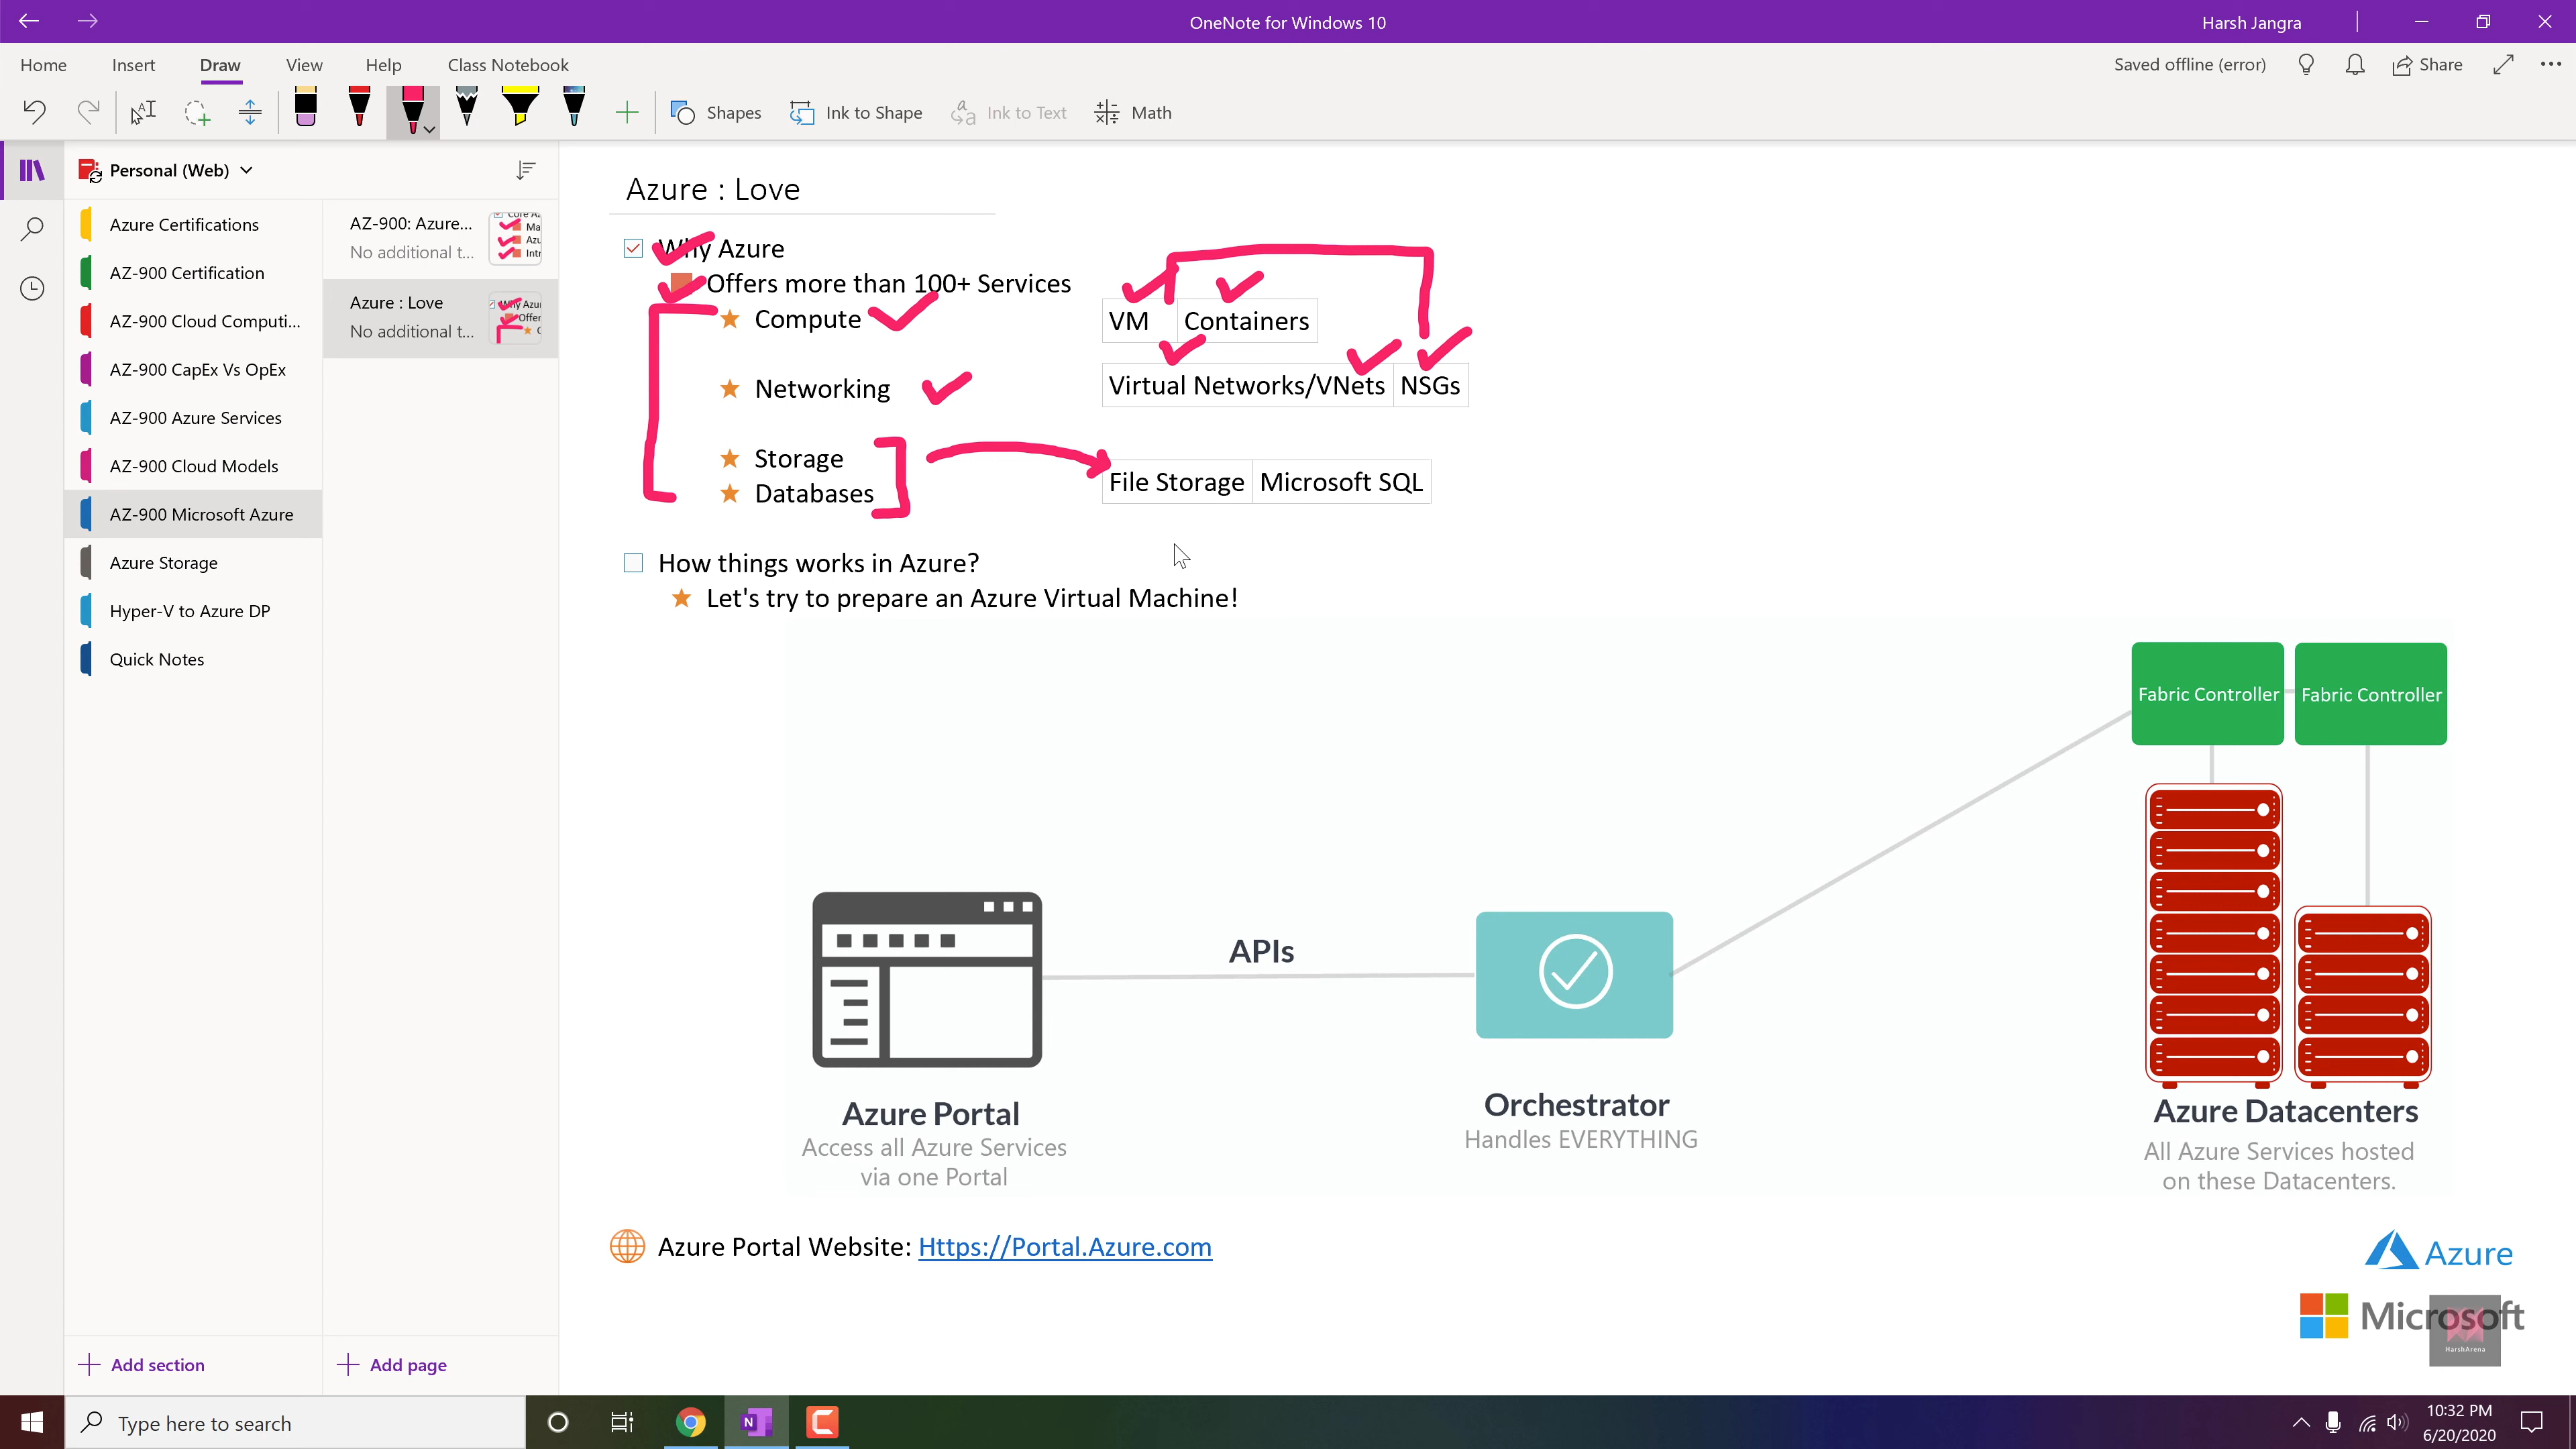 OneNote for Windows 10
Harsh Jangra
Home Insert Draw View Help Class Notebook
Saved offline (error)
Share
Shapes Ink to Shape Ink to Text Math
Personal (Web)
Azure Certifications
AZ-900 Certification
AZ-900 Cloud Computi...
AZ-900 CapEx Vs OpEx
AZ-900 Azure Services
AZ-900 Cloud Models
AZ-900 Microsoft Azure
Azure Storage
Hyper-V to Azure DP
Quick Notes
Add section
AZ-900: Azure...
No additional t...
Azure : Love
No additional t...
Add page
Azure : Love
Why Azure
Offers more than 100+ Services
Compute
VM Containers
Networking
Virtual Networks/VNets NSGs
Storage
Databases
File Storage Microsoft SQL
How things works in Azure?
Let's try to prepare an Azure Virtual Machine!
Fabric Controller Fabric Controller
APIs
Azure Portal
Access all Azure Services
via one Portal
Orchestrator
Handles EVERYTHING
Azure Datacenters
All Azure Services hosted
on these Datacenters.
Azure Portal Website: Https://Portal.Azure.com
Azure
Microsoft
HarshArena
Type here to search
10:32 PM
6/20/2020